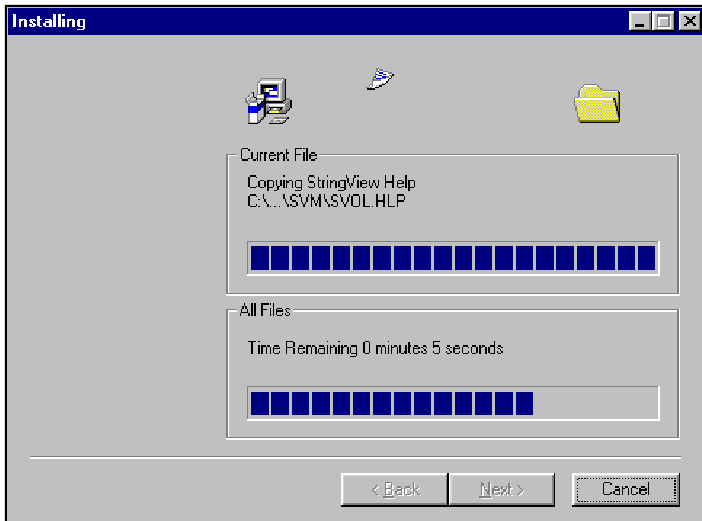 Installing
Current File
Copying StringView Help
C:\...\SVM\SVOL.HLP
All Files
Time Remaining 0 minutes 5 seconds
< Back
Next >
Cancel